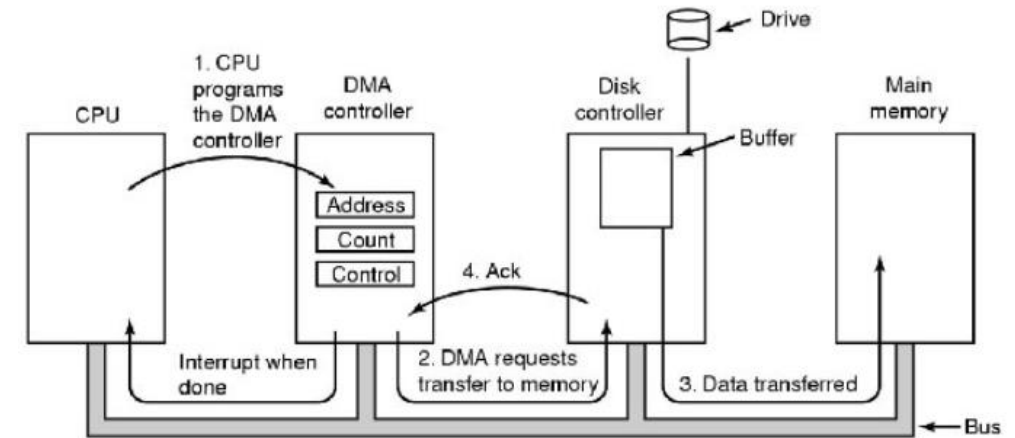 Drive
1. CPU
programs
the DMA
controller
CPU
DMA
controller
Disk
controller
Main
memory
Buffer
Address
Count
Control
4. Ack
Interrupt when
done
2. DMA requests
transfer to memory
3. Data transferred
Bus